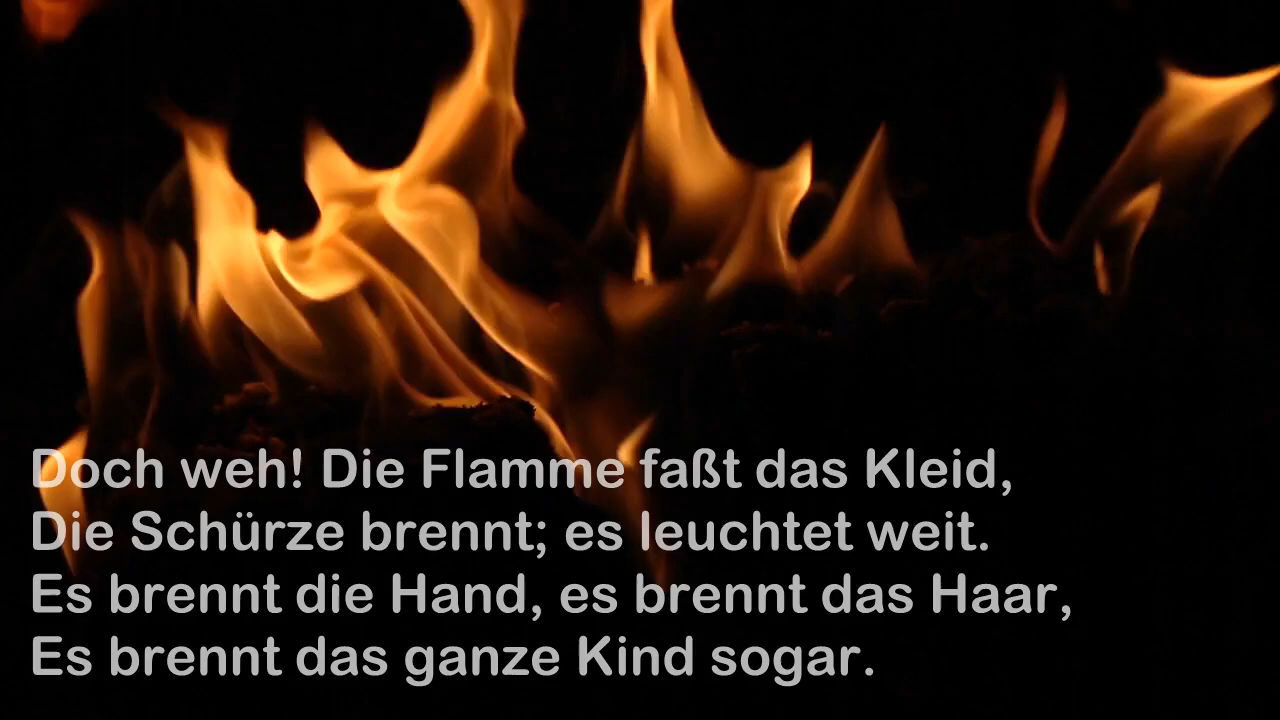 Doch weh! Die Flamme faßt das Kleid,
Die Schürze brennt; es leuchtet weit.
Es brennt die Hand, es brennt das Haar,
Es brennt das ganze Kind sogar.